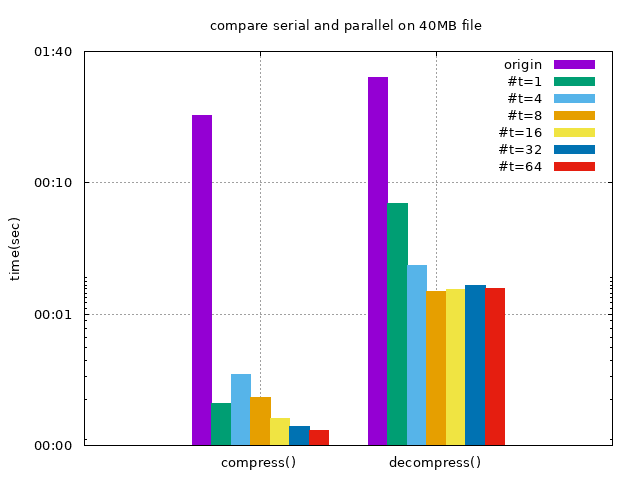 compare serial and parallel on 40MB file
01:40
00:10
00:01
00:00
time(sec)
origin
#t=1
#t=4
#t=8
#t=16
#t=32
#t=64
compress()
decompress()